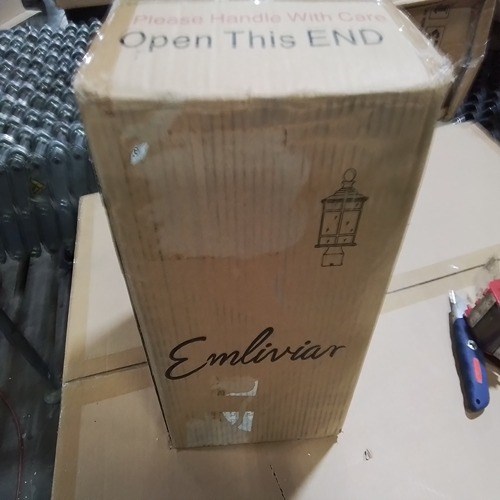 Please Handle With Care
Open This END
Emliviar